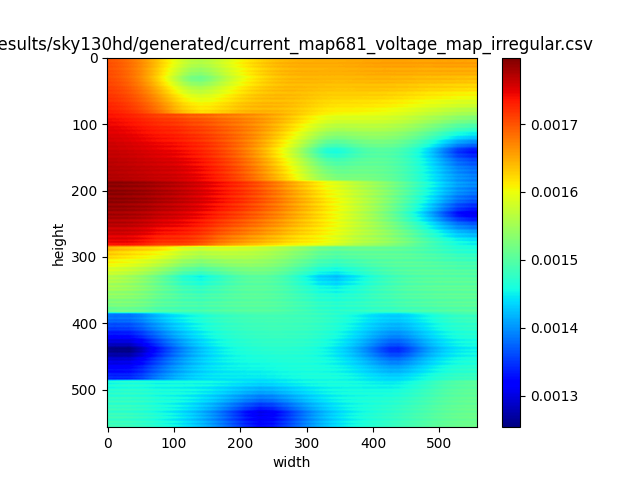 esults/sky130hd/generated/current_map681_voltage_map_irregular.csv
0
100
200
300
400
500
height
0 100 200 300 400 500
width
0.0017
0.0016
0.0015
0.0014
0.0013